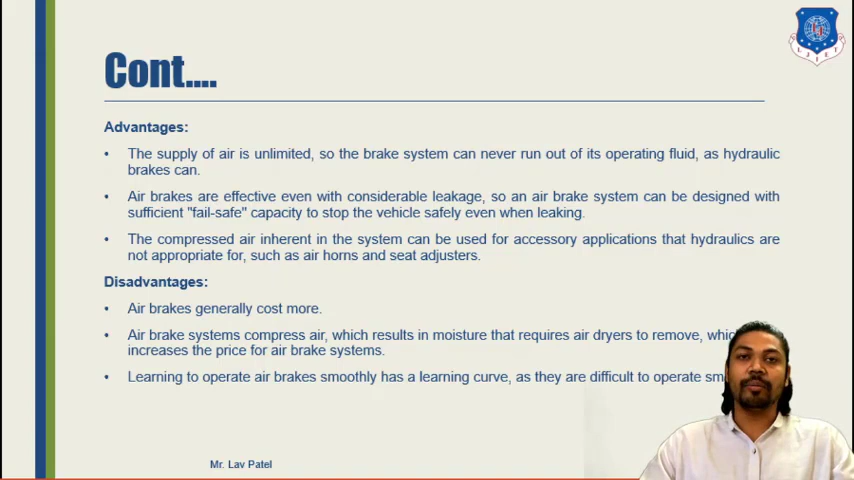 Cont....
Advantages:
• The supply of air is unlimited, so the brake system can never run out of its operating fluid, as hydraulic
brakes can.
• Air brakes are effective even with considerable leakage, so an air brake system can be designed with
sufficient "fail-safe" capacity to stop the vehicle safely even when leaking.
• The compressed air inherent in the system can be used for accessory applications that hydraulics are
not appropriate for, such as air horns and seat adjusters.
Disadvantages:
• Air brakes generally cost more.
• Air brake systems compress air, which results in moisture that requires air dryers to remove,
increases the price for air brake systems.
• Learning to operate air brakes smoothly has a learning curve, as they are difficult to operate
Mr. Lav Patel
LJIET